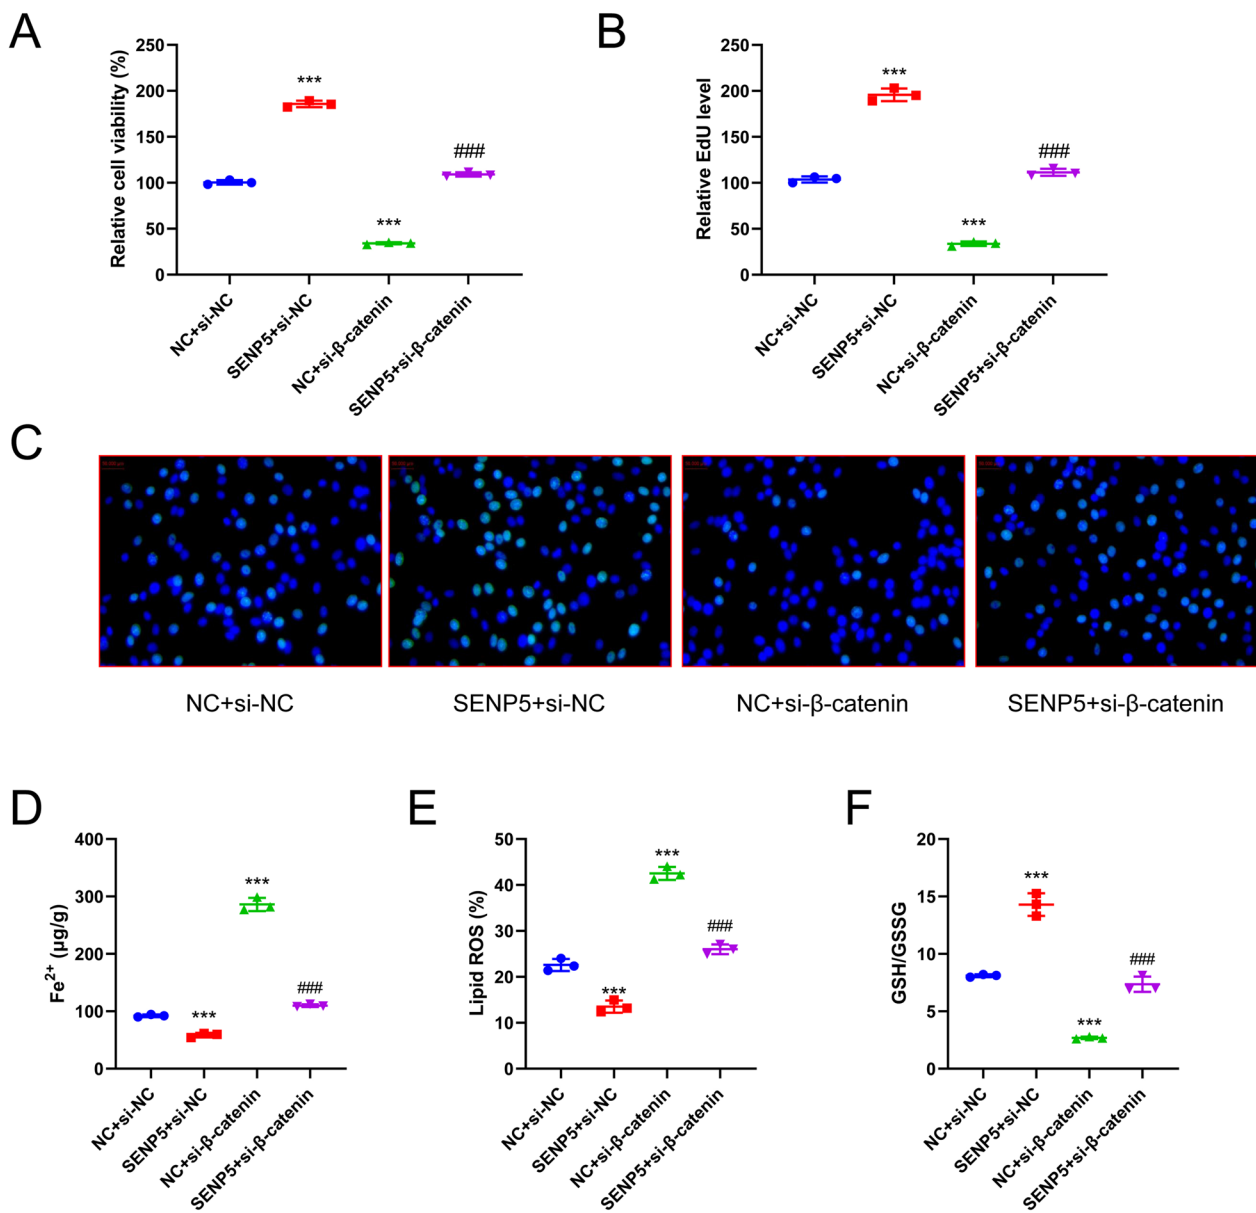 A
B
Relative cell viability (%)
250
200
150
100
50
0
***
***
###
NC+si-NC
SENP5+si-NC
NC+si-β-catenin
SENP5+si-β-catenin
Relative EdU level
250
200
150
100
50
0
***
***
###
NC+si-NC
SENP5+si-NC
NC+si-β-catenin
SENP5+si-β-catenin
C
NC+si-NC
SENP5+si-NC
NC+si-β-catenin
SENP5+si-β-catenin
D
E
F
Fe2+ (μg/g)
400
300
200
100
0
***
***
###
NC+si-NC
SENP5+si-NC
NC+si-β-catenin
SENP5+si-β-catenin
Lipid ROS (%)
50
40
30
20
10
0
***
***
###
NC+si-NC
SENP5+si-NC
NC+si-β-catenin
SENP5+si-β-catenin
GSH/GSSG
20
15
10
5
0
***
***
###
NC+si-NC
SENP5+si-NC
NC+si-β-catenin
SENP5+si-β-catenin